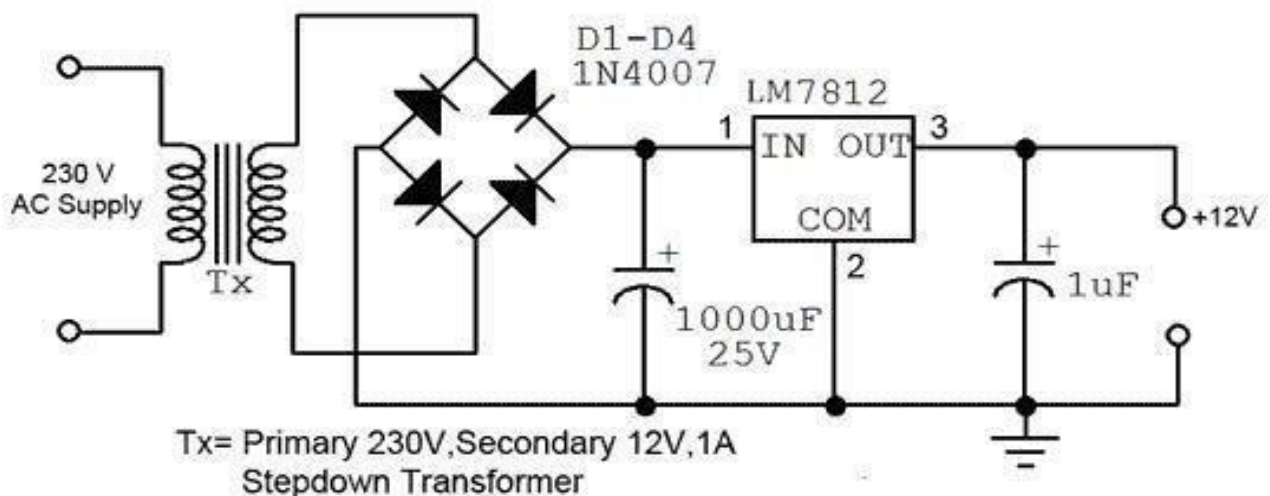 D1-D4
1N4007
LM7812
1
IN OUT
3
COM
2
230 V
AC Supply
Tx
+
1000uF
25V
+
1uF
+12V
Tx= Primary 230V,Secondary 12V,1A
Stepdown Transformer